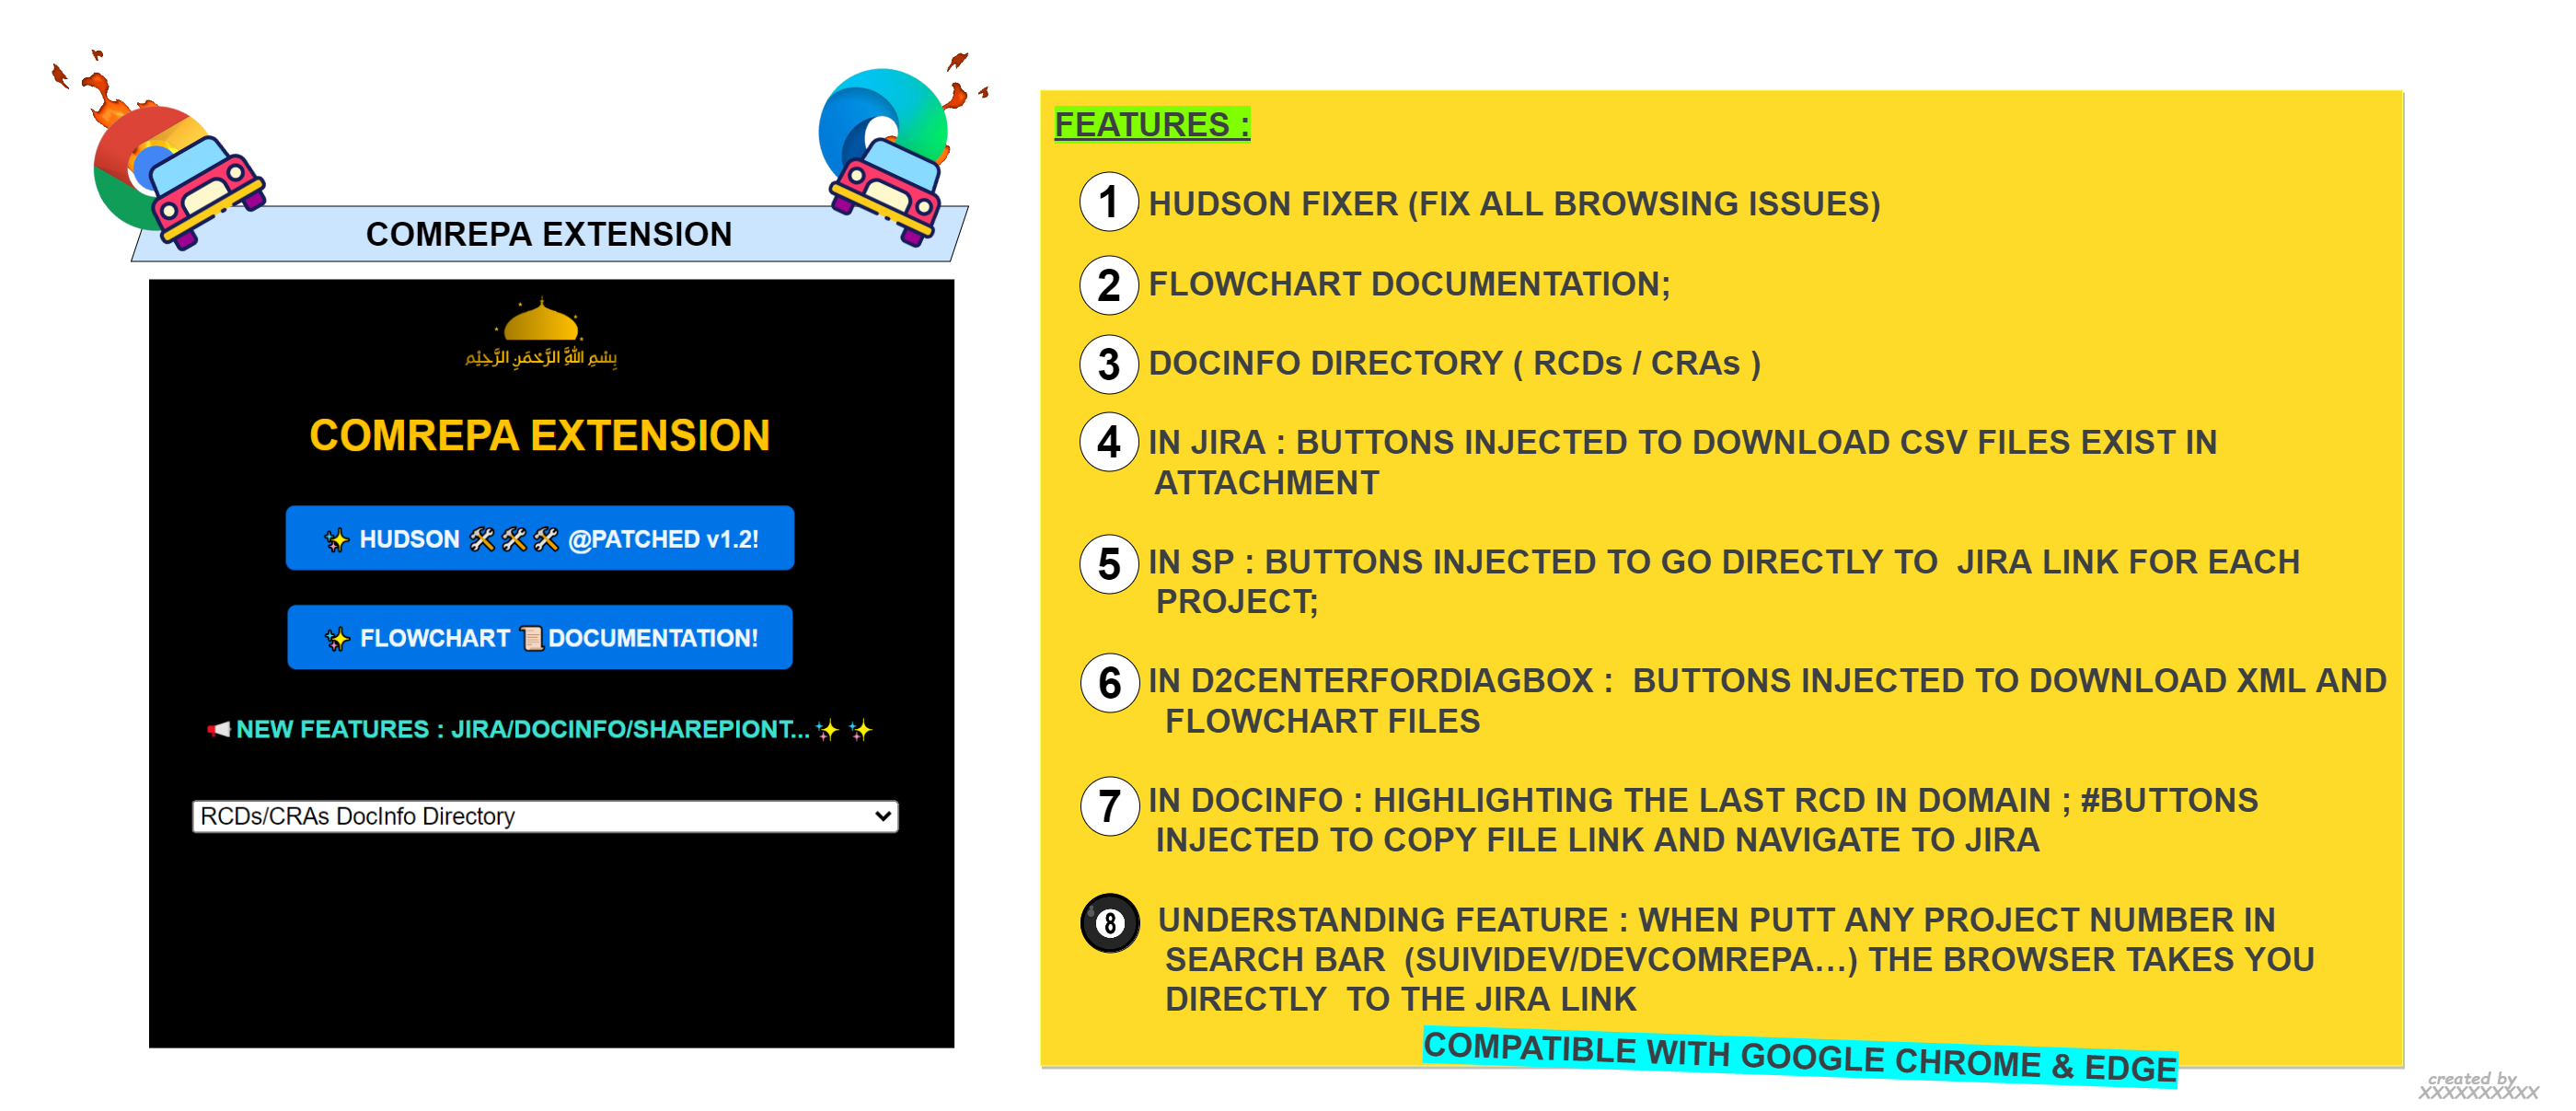 COMREPA EXTENSION
بِسْمِ اللَّهِ الرَّحْمَنِ الرَّحِيْمِ
COMREPA EXTENSION
✨ HUDSON 🛠🛠🛠 @PATCHED v1.2!
✨ FLOWCHART 📜DOCUMENTATION!
📢NEW FEATURES : JIRA/DOCINFO/SHAREPIONT...✨ ✨
RCDs/CRAs DocInfo Directory
FEATURES :
1 HUDSON FIXER (FIX ALL BROWSING ISSUES)
2 FLOWCHART DOCUMENTATION;
3 DOCINFO DIRECTORY ( RCDs / CRAs )
4 IN JIRA : BUTTONS INJECTED TO DOWNLOAD CSV FILES EXIST IN
ATTACHMENT
5 IN SP : BUTTONS INJECTED TO GO DIRECTLY TO JIRA LINK FOR EACH
PROJECT;
6 IN D2CENTERFORDIAGBOX : BUTTONS INJECTED TO DOWNLOAD XML AND
FLOWCHART FILES
7 IN DOCINFO : HIGHLIGHTING THE LAST RCD IN DOMAIN ; #BUTTONS
INJECTED TO COPY FILE LINK AND NAVIGATE TO JIRA
8 UNDERSTANDING FEATURE : WHEN PUTT ANY PROJECT NUMBER IN
SEARCH BAR (SUIVIDEV/DEVCOMREPA...) THE BROWSER TAKES YOU
DIRECTLY TO THE JIRA LINK
COMPATIBLE WITH GOOGLE CHROME & EDGE
created by
XXXXXXXXXX